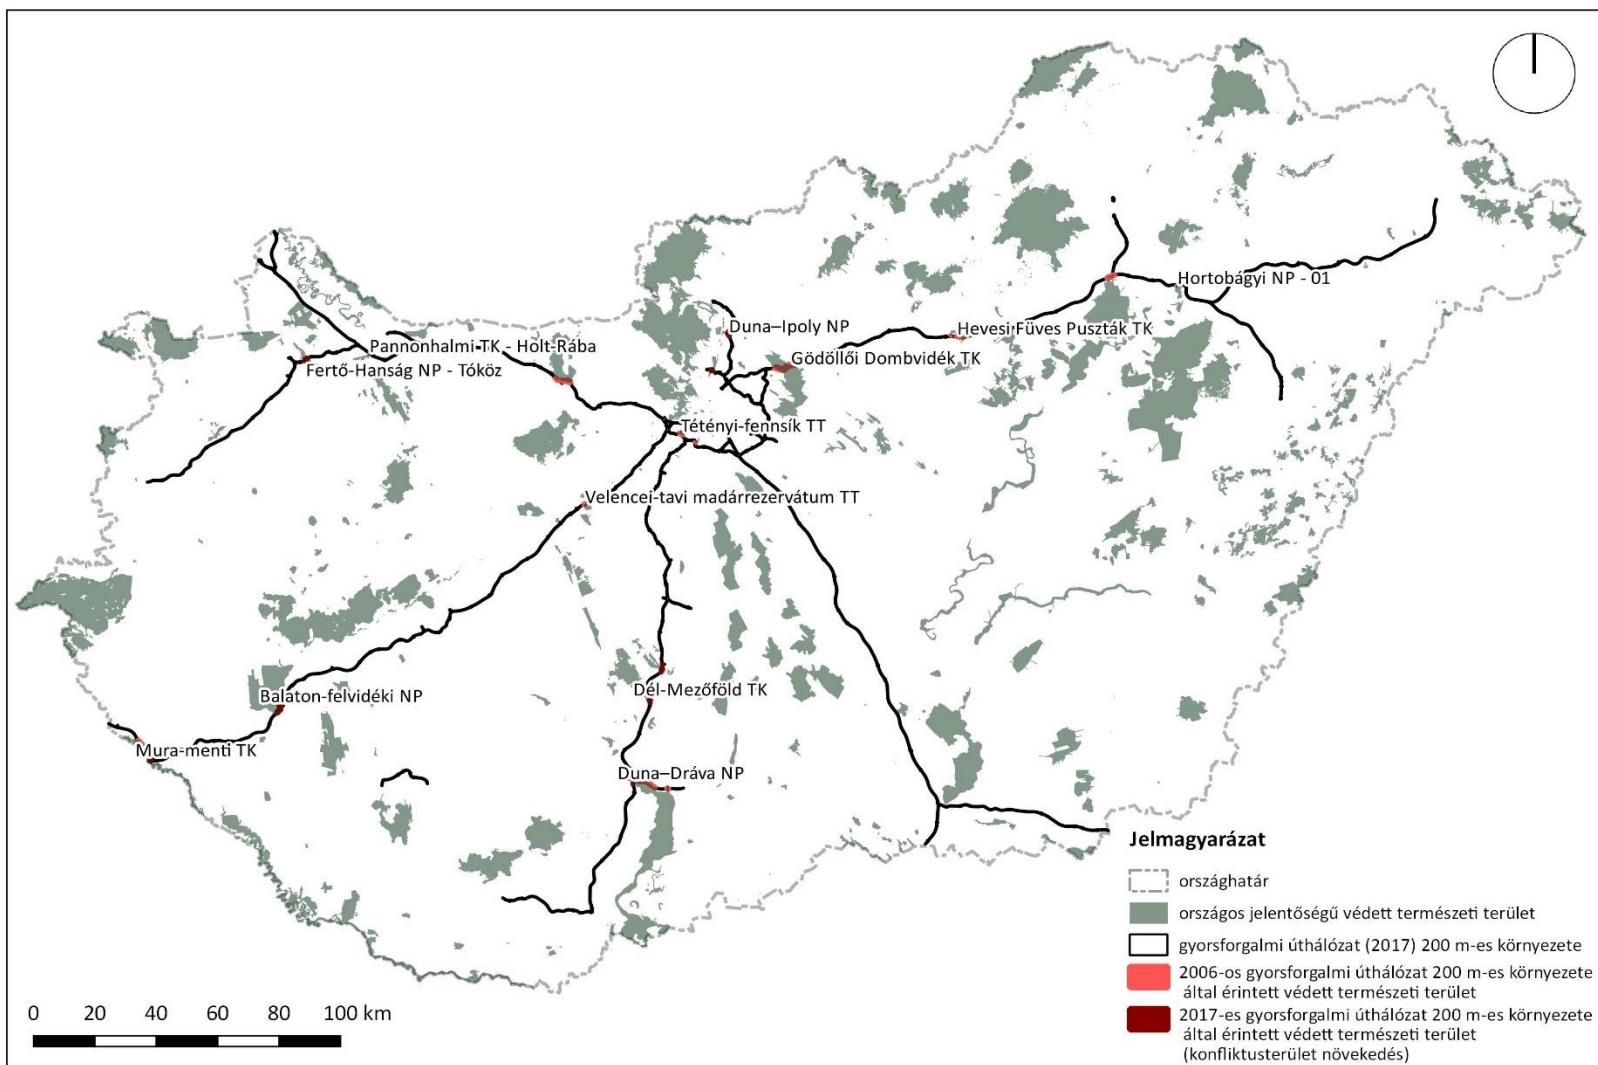 Hortobágyi NP - 01
Duna–Ipoly NP
Hevesi Füves Puszták TK
Pannonhalmi TK - Holt-Rába
Gödöllői Dombvidék TK
Fertő-Hanság NP - Tóköz
Tétényi-fennsík TT
Velencei-tavi madárrezervátum TT
Balaton-felvidéki NP
Dél-Mezőföld TK
Mura-menti TK
Duna–Dráva NP
Jelmagyarázat
országhatár
országos jelentőségű védett természeti terület
gyorsforgalmi úthálózat (2017) 200 m-es környezete
2006-os gyorsforgalmi úthálózat 200 m-es környezete
által érintett védett természeti terület
2017-es gyorsforgalmi úthálózat 200 m-es környezete
által érintett védett természeti terület
(konfliktusterület növekedés)
0 20 40 60 80 100 km